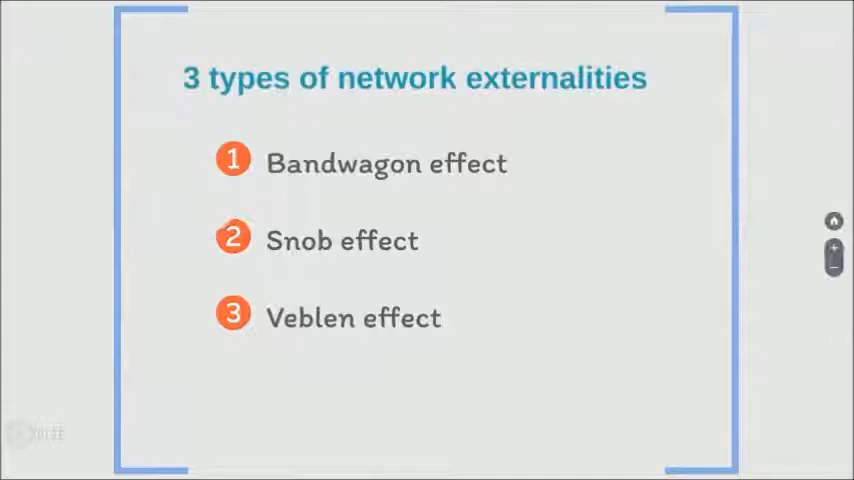 3 types of network externalities
1 Bandwagon effect
2 Snob effect
3 Veblen effect